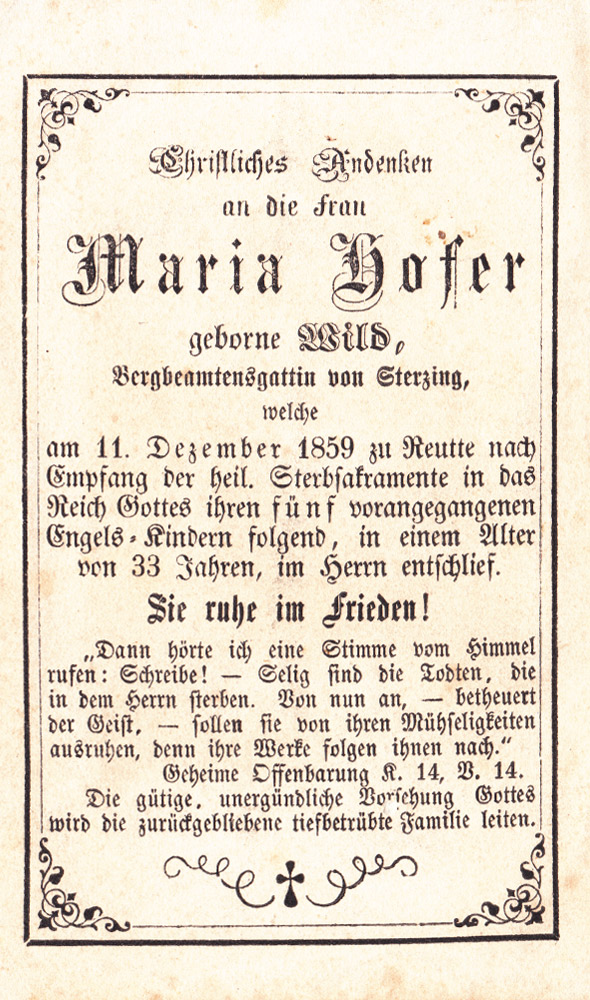 Christliches Andenken
an die Frau
Maria Hofer
geborne Wild,
Bergbeamtensgattin von Sterzing,
welche
am 11. Dezember 1859 zu Reutte nach
Empfang der heil. Sterbsakramente in das
Reich Gottes ihren fünf vorangegangenen
Engels-Kindern folgend, in einem Alter
von 33 Jahren, im Herrn entschlief.
Sie ruhe im Frieden!
„Dann hörte ich eine Stimme vom Himmel
rufen: Schreibe! — Selig sind die Todten, die
in dem Herrn sterben. Von nun an, — betheuert
der Geist, — sollen sie von ihren Mühseligkeiten
ausruhen, denn ihre Werke folgen ihnen nach.“
Geheime Offenbarung K. 14, V. 14.
Die gütige, unergündliche Vorsehung Gottes
wird die zurückgebliebene tiefbetrübte Familie leiten.